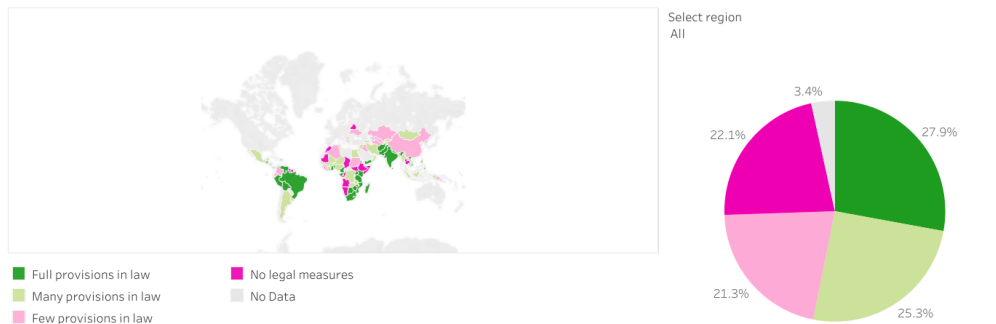 Select region
All
3.4%
22.1%
27.9%
21.3%
25.3%
Full provisions in law
No legal measures
Many provisions in law
No Data
Few provisions in law